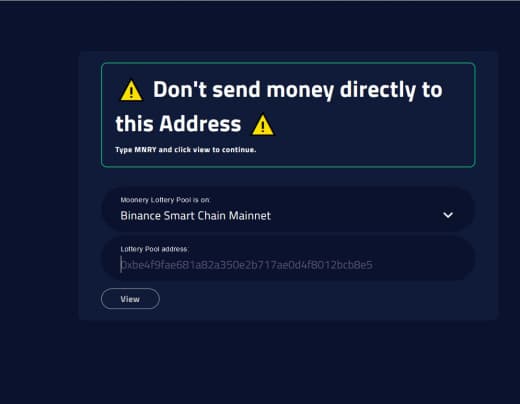 ⚠️ Don't send money directly to
this Address ⚠️
Type MNRY and click view to continue.
Moonery Lottery Pool is on:
Binance Smart Chain Mainnet
Lottery Pool address:
0xbe4f9fae681a82a350e2b717ae0d4f8012bcb8e5
View